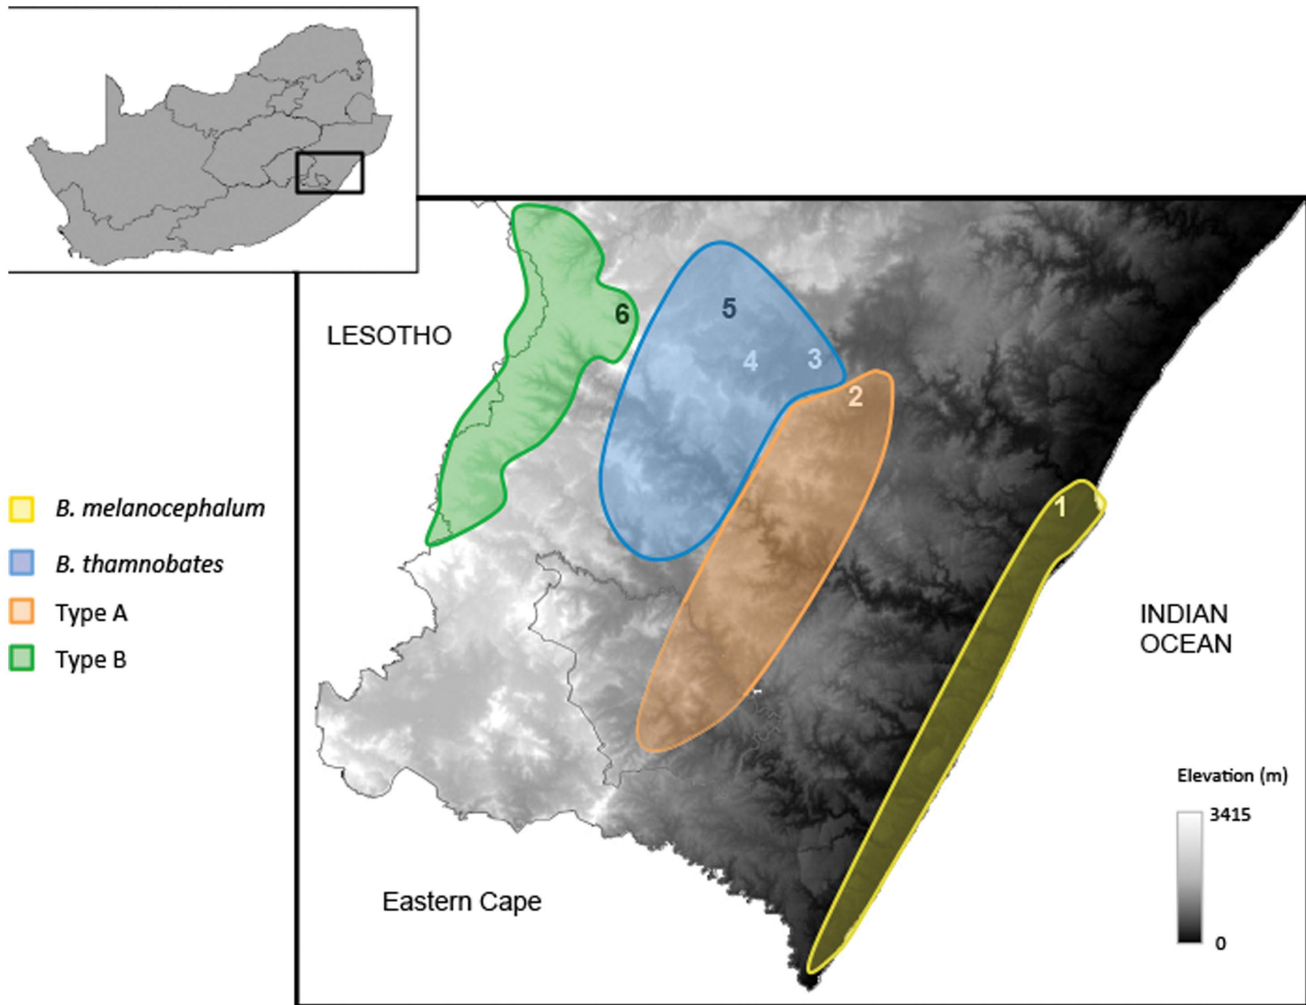 LESOTHO
6
5
4
3
2
1
B. melanocephalum
B. thamnobates
Type A
Type B
INDIAN
OCEAN
Elevation (m)
3415
0
Eastern Cape